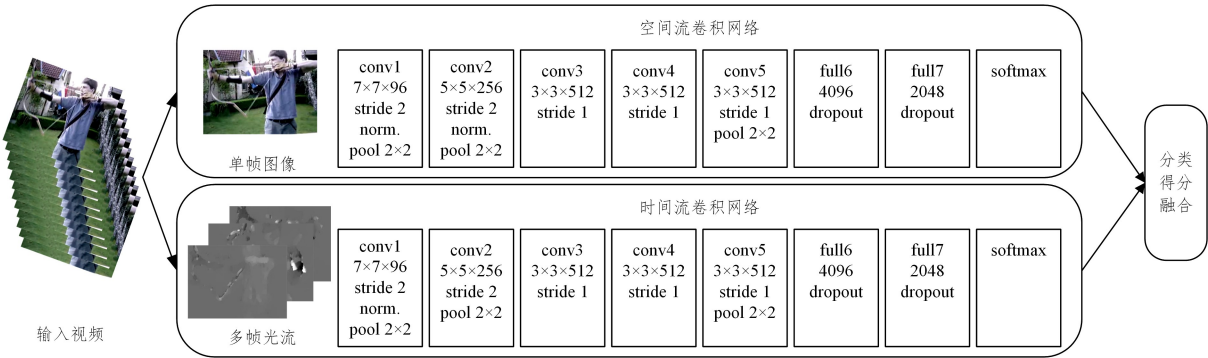 空间流卷积网络
conv1
7×7×96
stride 2
norm.
pool 2×2
conv2
5×5×256
stride 2
norm.
pool 2×2
conv3
3×3×512
stride 1
conv4
3×3×512
stride 1
conv5
3×3×512
stride 1
pool 2×2
full6
4096
dropout
full7
2048
dropout
softmax
单帧图像
时间流卷积网络
conv1
7×7×96
stride 2
norm.
pool 2×2
conv2
5×5×256
stride 2
pool 2×2
conv3
3×3×512
stride 1
conv4
3×3×512
stride 1
conv5
3×3×512
stride 1
pool 2×2
full6
4096
dropout
full7
2048
dropout
softmax
多帧光流
输入视频
分类
得分
融合